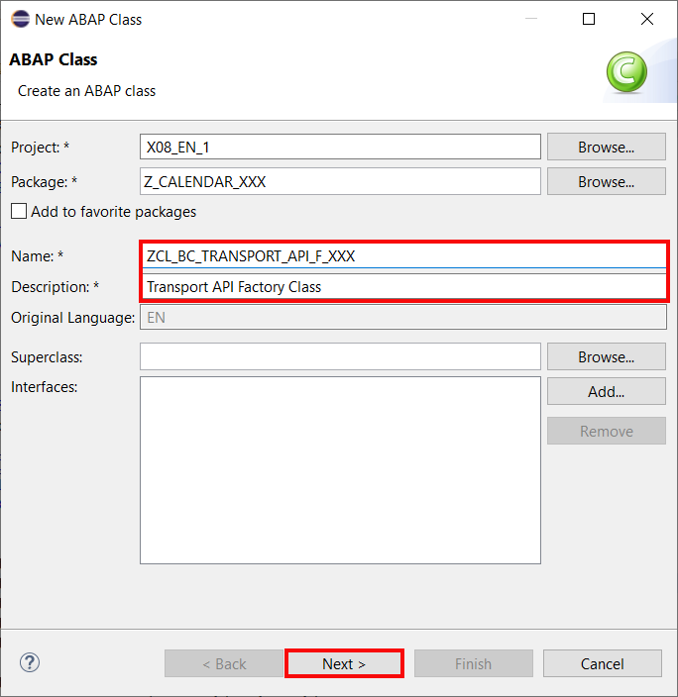 New ABAP Class
ABAP Class
Create an ABAP class
C
Project: * X08_EN_1 Browse...
Package: * Z_CALENDAR_XXX Browse...
Add to favorite packages
Name: * ZCL_BC_TRANSPORT_API_F_XXX
Description: * Transport API Factory Class
Original Language: EN
Superclass: Browse...
Interfaces: Add...
Remove
? < Back Next > Finish Cancel